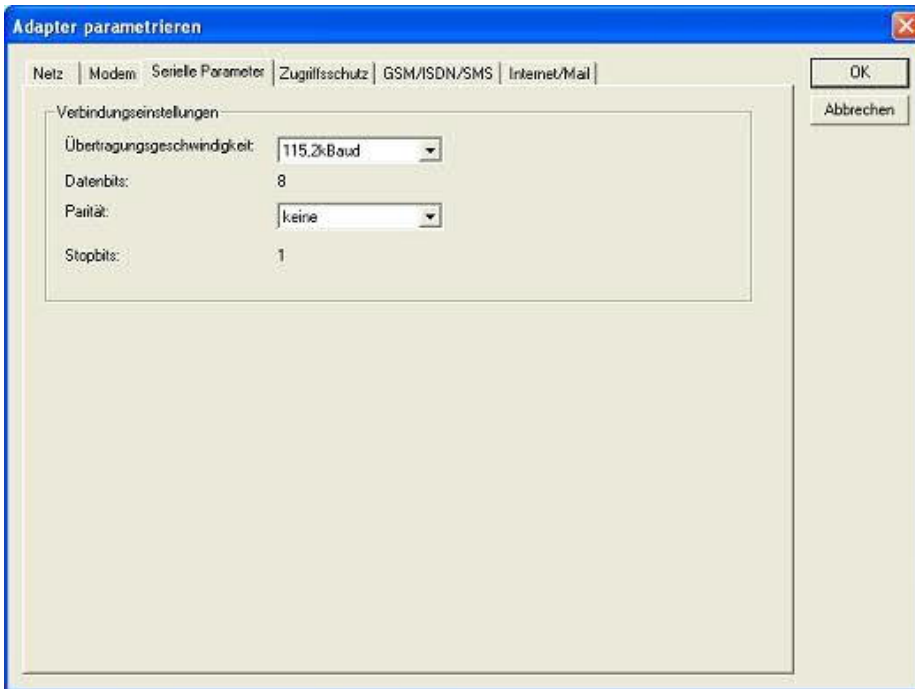 Adapter parametrieren
Netz Modem Serielle Parameter Zugriffsschutz GSM/ISDN/SMS Internet/Mail
OK
Abbrechen
Verbindungseinstellungen
Übertragungsgeschwindigkeit: 115,2kBaud
Datenbits: 8
Parität: keine
Stopbits: 1